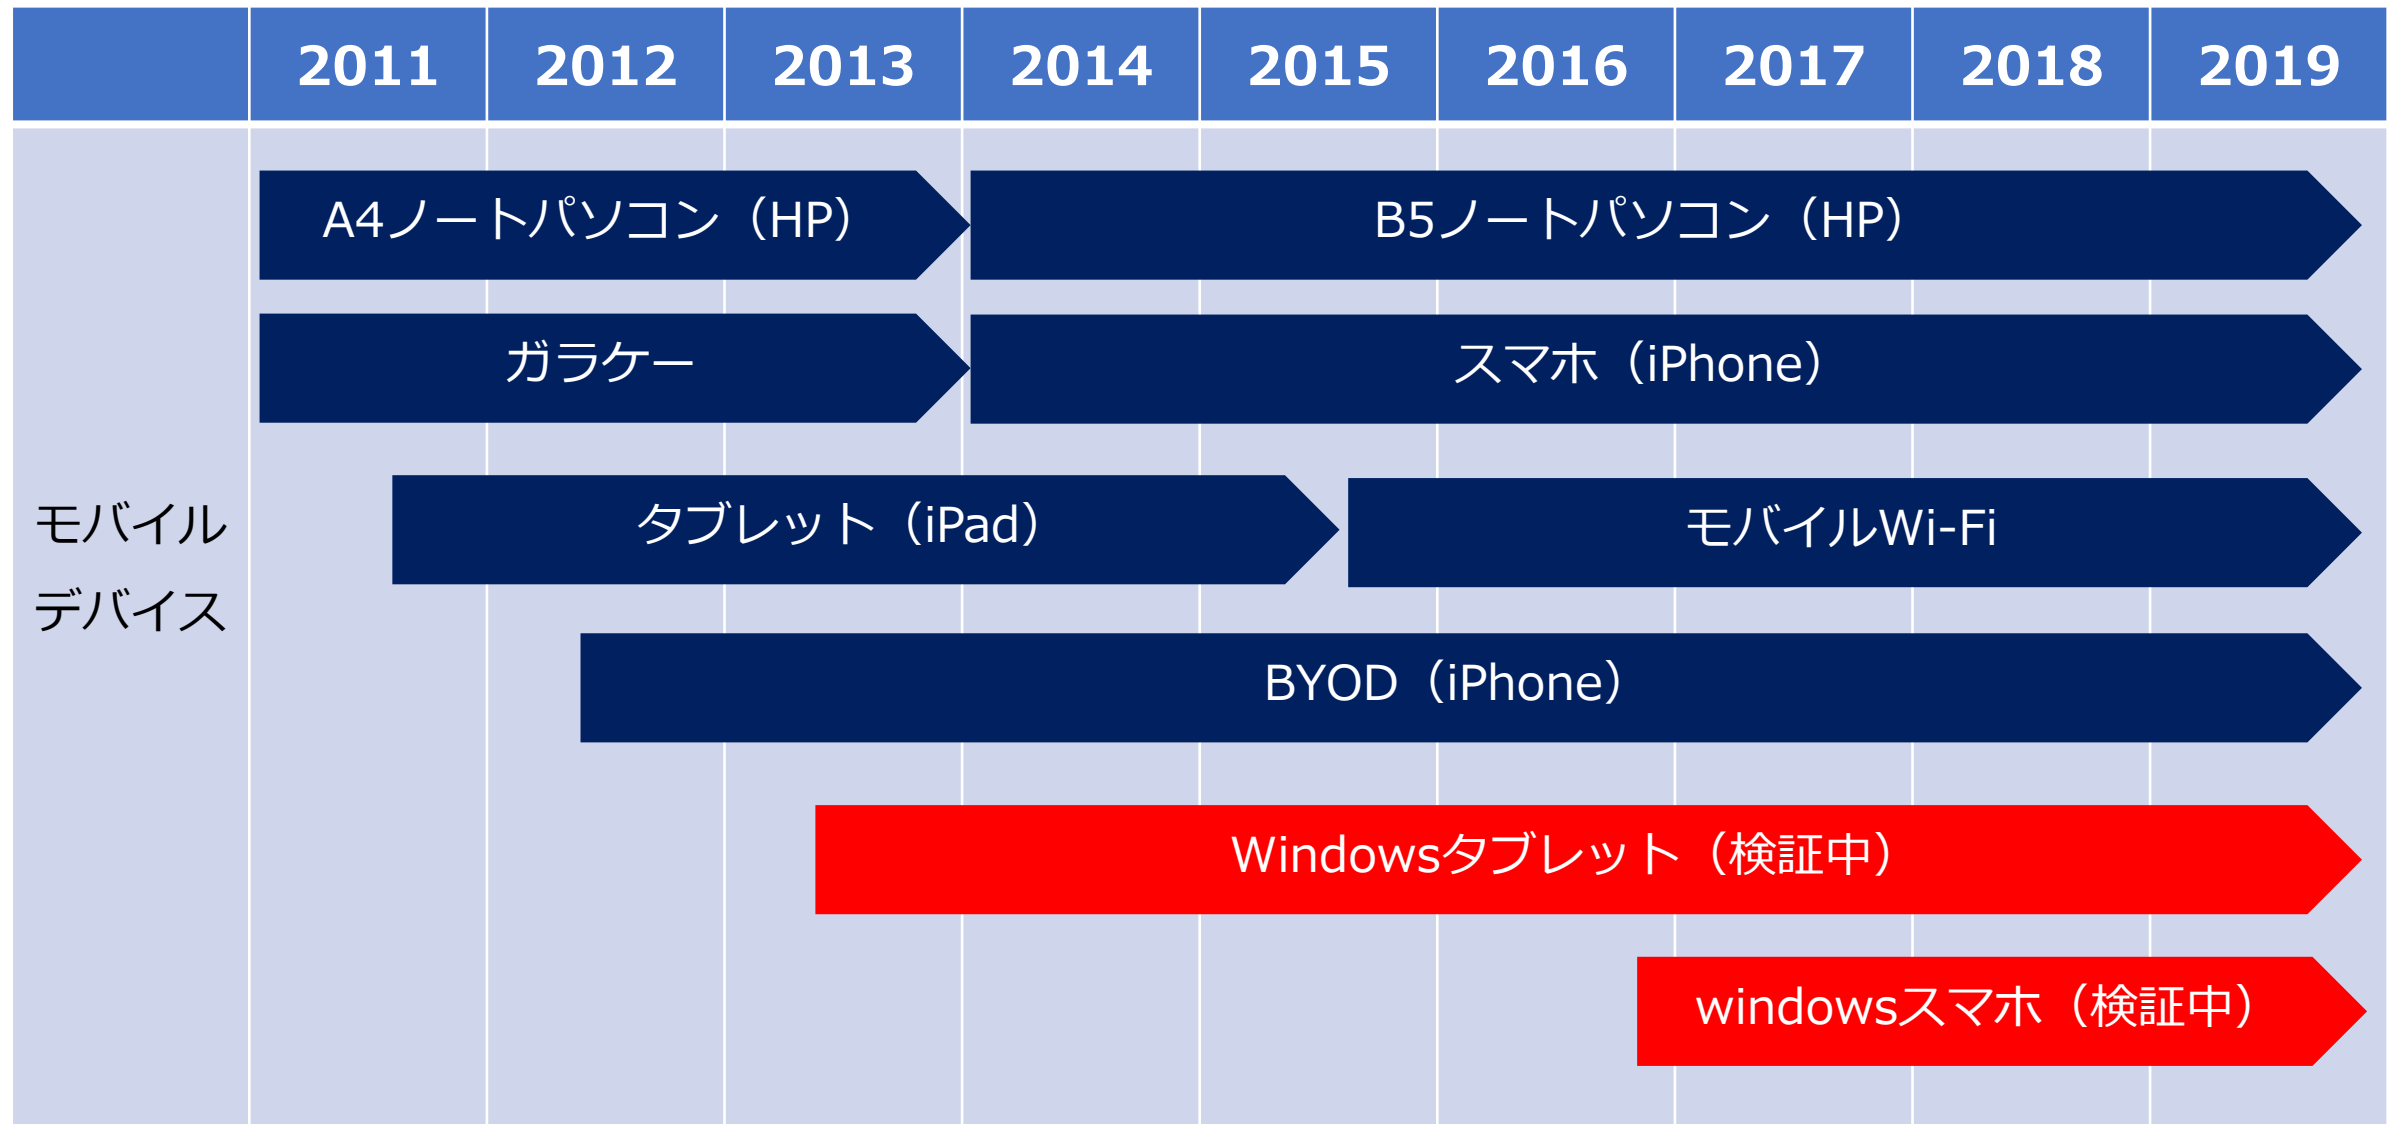 2011 2012 2013 2014 2015 2016 2017 2018 2019
A4ノートパソコン（HP） B5ノートパソコン（HP）
ガラケー スマホ（iPhone）
モバイル
デバイス
タブレット（iPad） モバイルWi-Fi
BYOD（iPhone）
Windowsタブレット（検証中）
windowsスマホ（検証中）